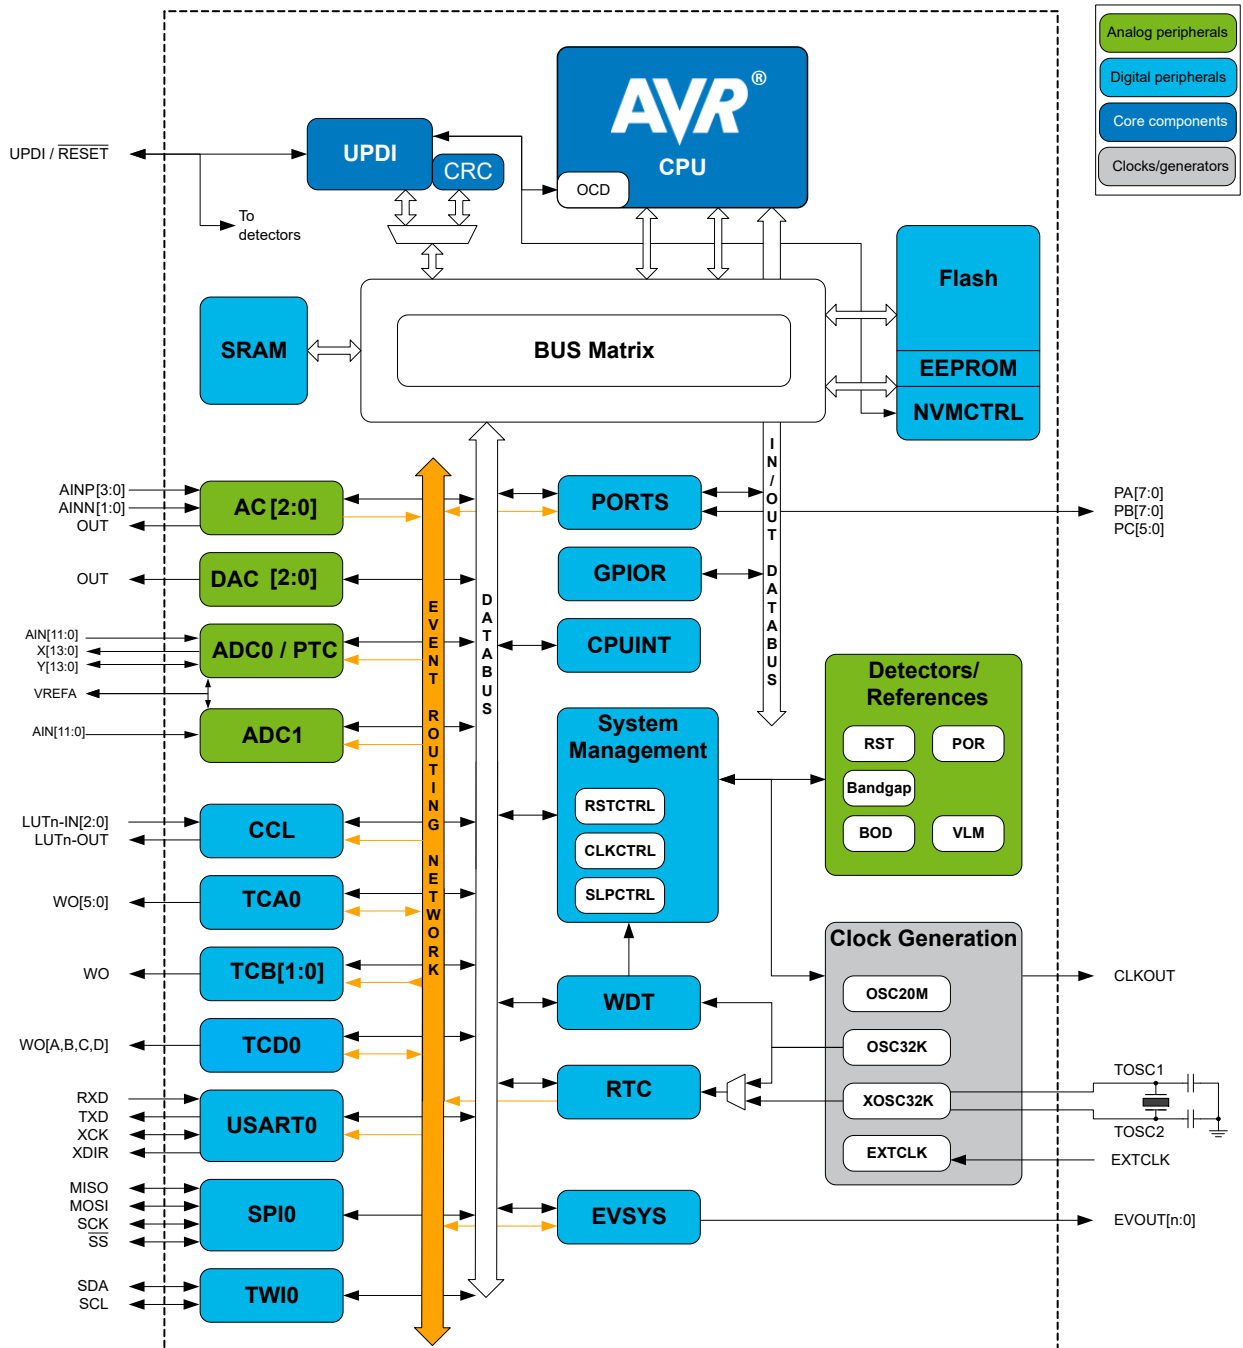 Analog peripherals
Digital peripherals
Core components
Clocks/generators
AVR®
CPU
OCD
UPDI / RESET
UPDI
CRC
To
detectors
Flash
EEPROM
NVMCTRL
SRAM
BUS Matrix
AINP[3:0]
AINN[1:0]
OUT
AC [2:0]
PORTS
PA[7:0]
PB[7:0]
PC[5:0]
OUT
DAC [2:0]
GPIOR
AIN[11:0]
X[13:0]
Y[13:0]
ADC0 / PTC
CPUINT
VREFA
AIN[11:0]
ADC1
EVENT ROUTING NETWORK
DATABUS
IN/OUT DATABUS
System
Management
RSTCTRL
CLKCTRL
SLPCTRL
Detectors/
References
RST
POR
Bandgap
BOD
VLM
LUTn-IN[2:0]
LUTn-OUT
CCL
WO[5:0]
TCA0
WO
TCB[1:0]
WDT
Clock Generation
OSC20M
OSC32K
XOSC32K
EXTCLK
CLKOUT
WO[A,B,C,D]
TCD0
RTC
TOSC1
TOSC2
EXTCLK
RXD
TXD
XCK
XDIR
USART0
MISO
MOSI
SCK
SS
SPI0
EVSYS
EVOUT[n:0]
SDA
SCL
TWI0